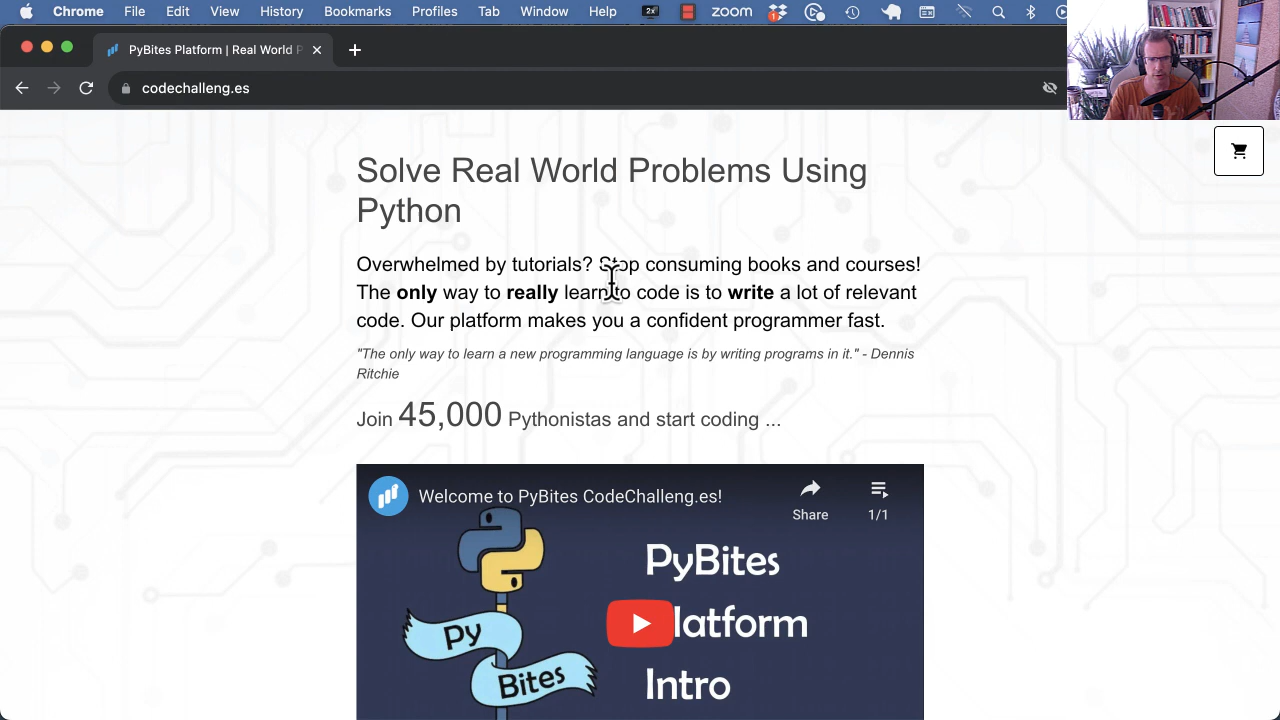 Chrome File Edit View History Bookmarks Profiles Tab Window Help 2x zoom
PyBites Platform | Real World P
codechalleng.es
Solve Real World Problems Using
Python
Overwhelmed by tutorials? Stop consuming books and courses!
The only way to really learn to code is to write a lot of relevant
code. Our platform makes you a confident programmer fast.
"The only way to learn a new programming language is by writing programs in it." - Dennis
Ritchie
Join 45,000 Pythonistas and start coding ...
Welcome to PyBites CodeChalleng.es!
Share
1/1
PyBites
Platform
Intro
Py
Bites